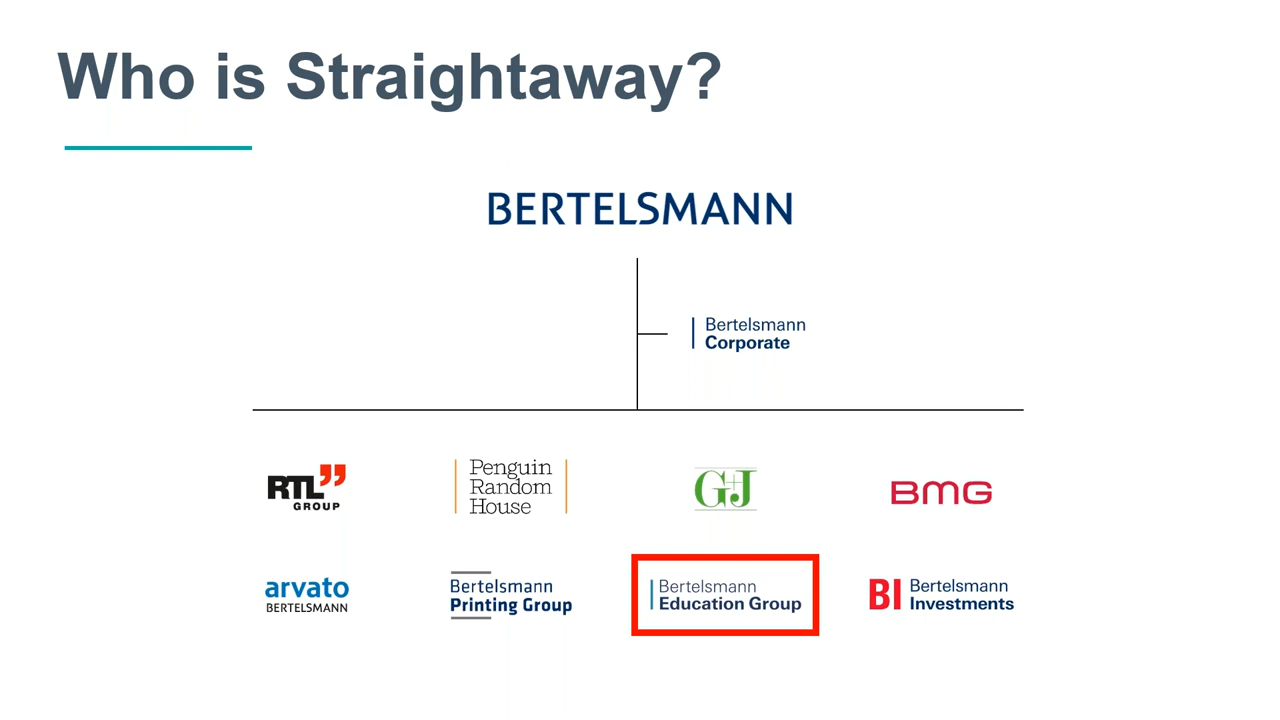 Who is Straightaway?
BERTELSMANN
Bertelsmann
Corporate
RTL
GROUP
Penguin
Random
House
G+J
BMG
arvato
BERTELSMANN
Bertelsmann
Printing Group
Bertelsmann
Education Group
BI
Bertelsmann
Investments